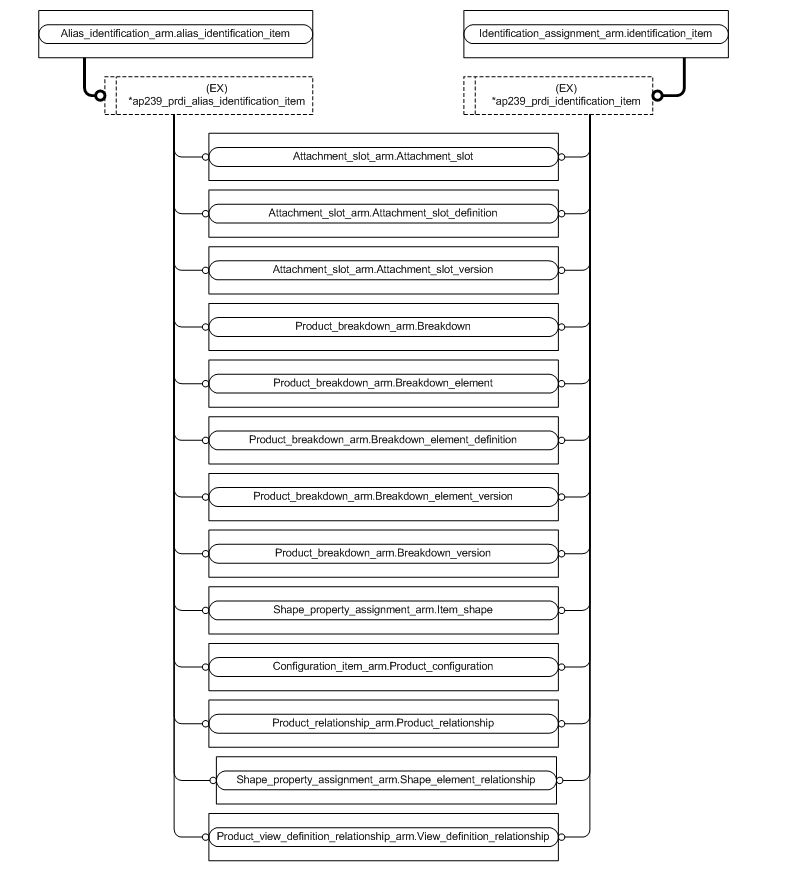 Alias_identification_arm.alias_identification_item
Identification_assignment_arm.identification_item
(EX)
*ap239_prdi_alias_identification_item
(EX)
*ap239_prdi_identification_item
Attachment_slot_arm.Attachment_slot
Attachment_slot_arm.Attachment_slot_definition
Attachment_slot_arm.Attachment_slot_version
Product_breakdown_arm.Breakdown
Product_breakdown_arm.Breakdown_element
Product_breakdown_arm.Breakdown_element_definition
Product_breakdown_arm.Breakdown_element_version
Product_breakdown_arm.Breakdown_version
Shape_property_assignment_arm.Item_shape
Configuration_item_arm.Product_configuration
Product_relationship_arm.Product_relationship
Shape_property_assignment_arm.Shape_element_relationship
Product_view_definition_relationship_arm.View_definition_relationship